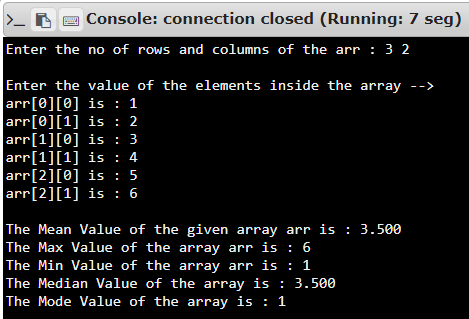 >_ Console: connection closed (Running: 7 seg)
Enter the no of rows and columns of the arr : 3 2
Enter the value of the elements inside the array -->
arr[0][0] is : 1
arr[0][1] is : 2
arr[1][0] is : 3
arr[1][1] is : 4
arr[2][0] is : 5
arr[2][1] is : 6
The Mean Value of the given array arr is : 3.500
The Max Value of the array arr is : 6
The Min Value of the array arr is : 1
The Median Value of the array is : 3.500
The Mode Value of the array is : 1